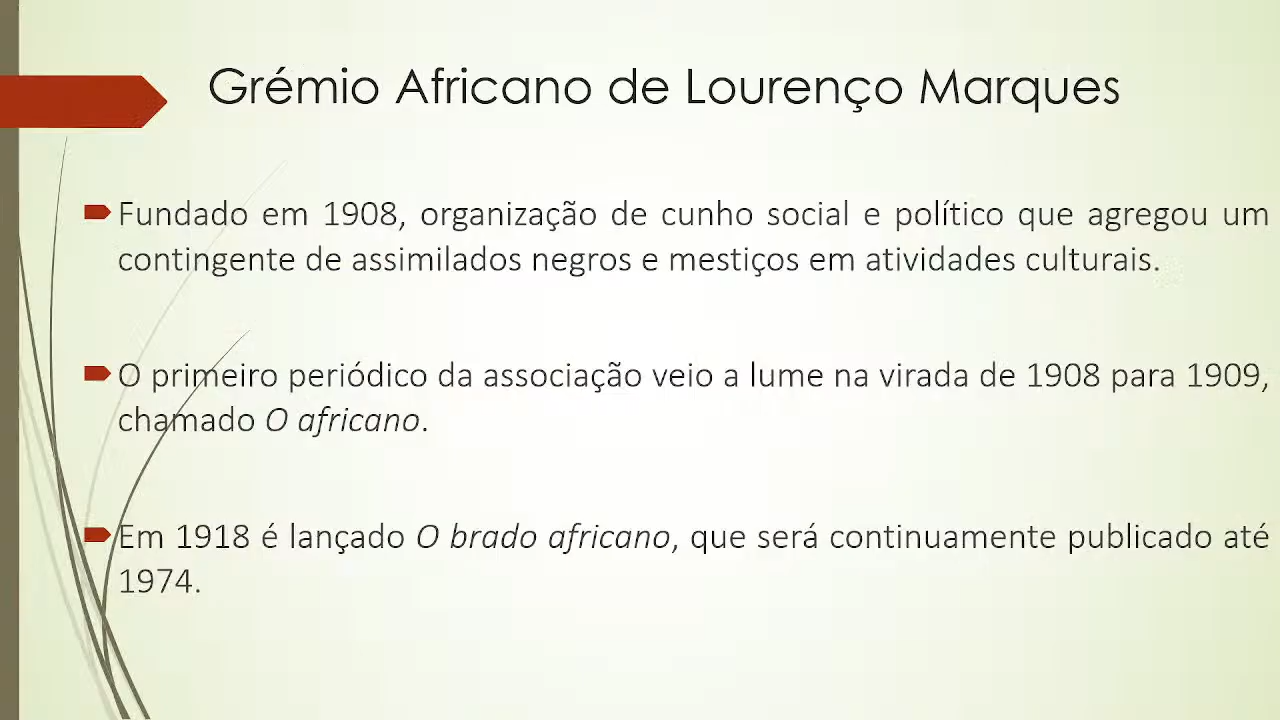 Grémio Africano de Lourenço Marques
Fundado em 1908, organização de cunho social e político que agregou um
contingente de assimilados negros e mestiços em atividades culturais.
O primeiro periódico da associação veio a lume na virada de 1908 para 1909,
chamado O africano.
Em 1918 é lançado O brado africano, que será continuamente publicado até
1974.